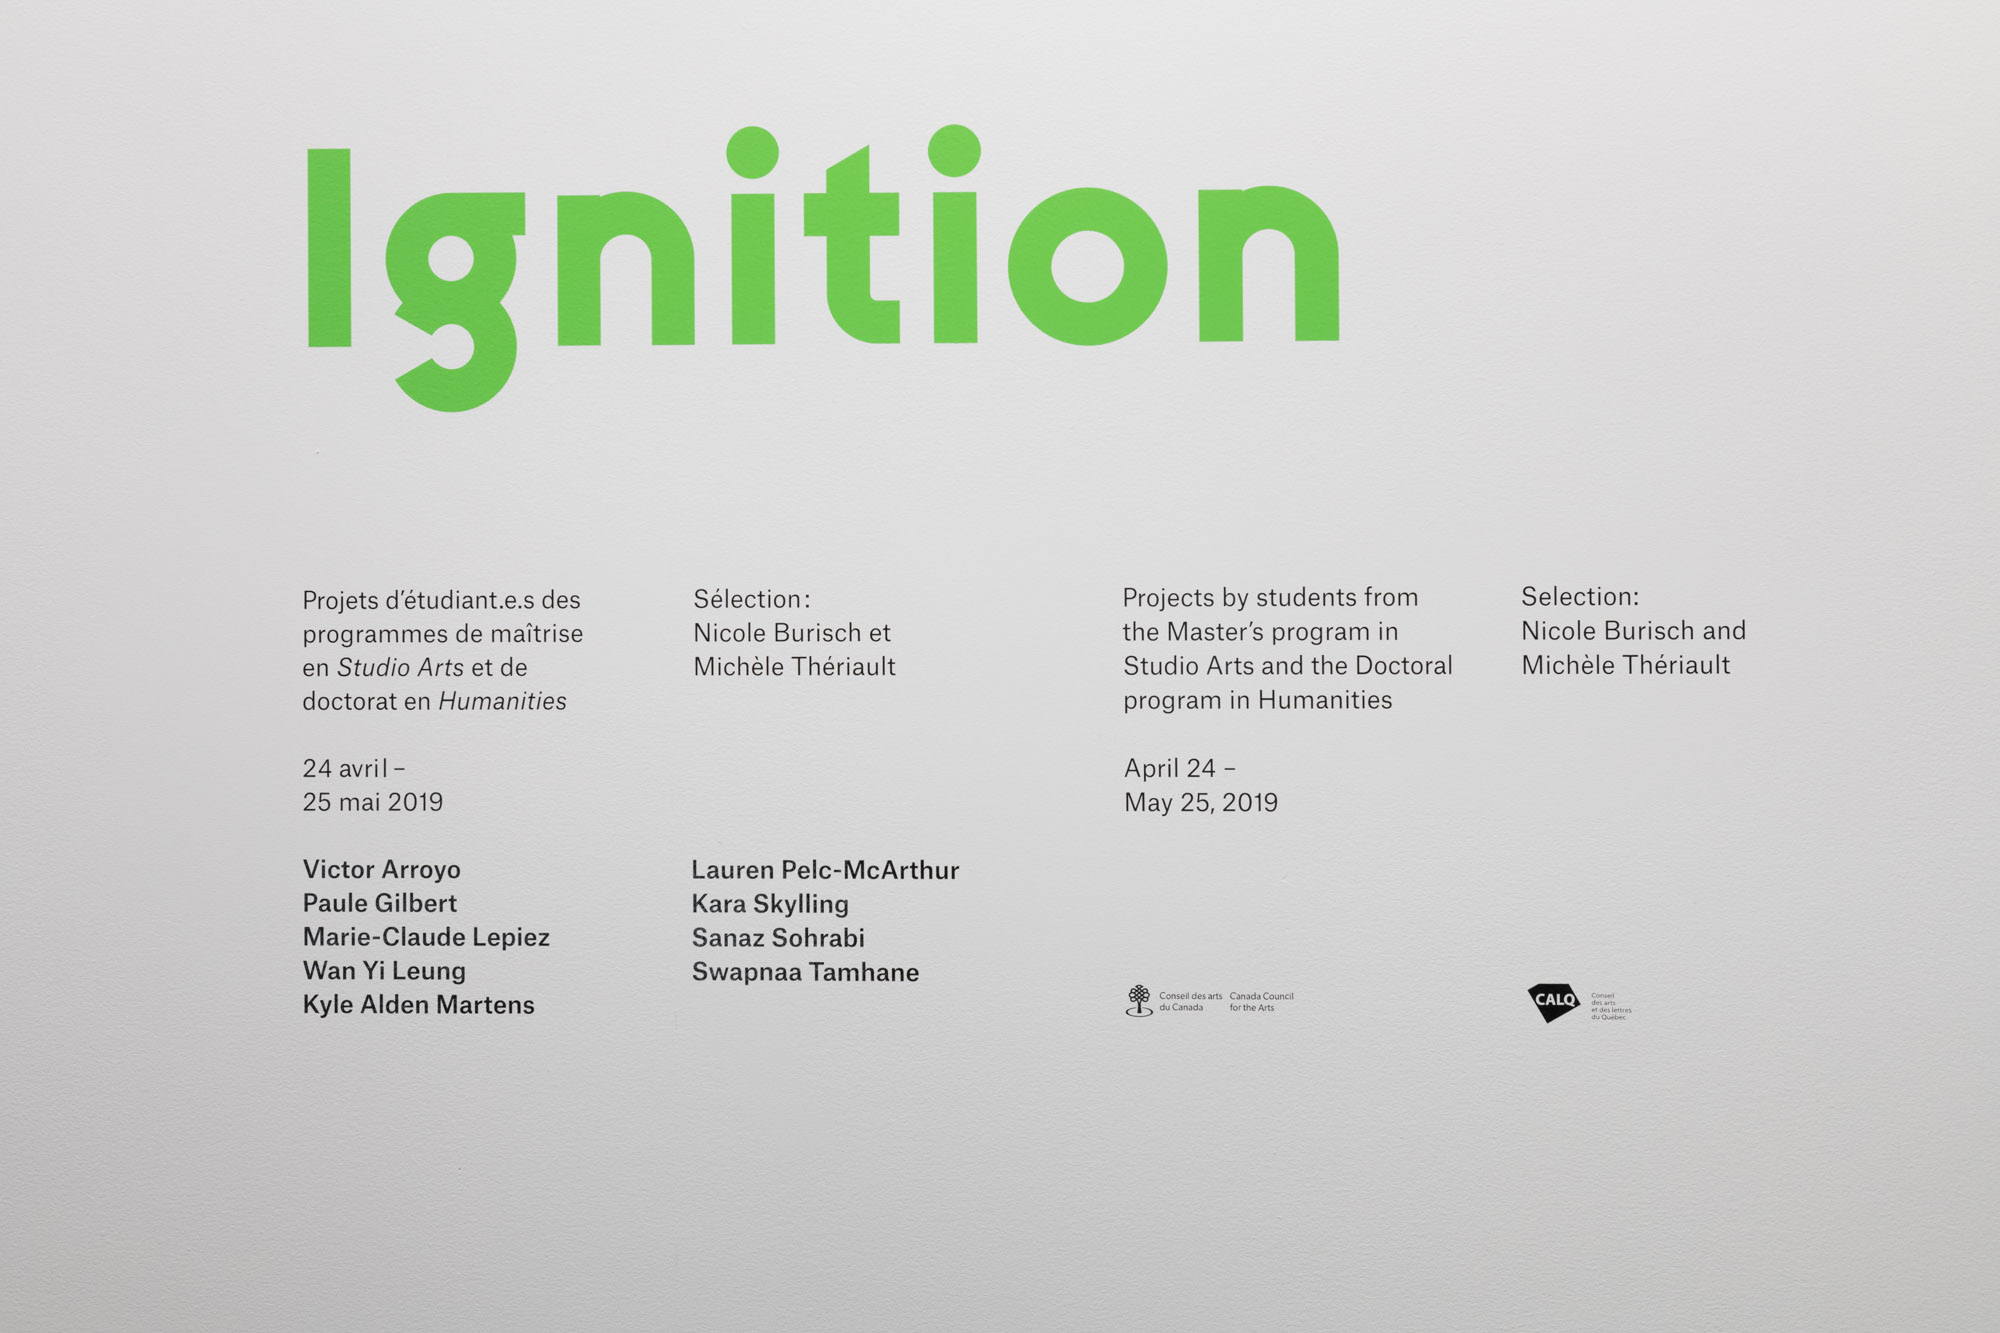 Ignition
Projets d’étudiant.e.s des
programmes de maîtrise
en Studio Arts et de
doctorat en Humanities
24 avril –
25 mai 2019
Sélection :
Nicole Burisch et
Michèle Thériault
Victor Arroyo
Paule Gilbert
Marie-Claude Lepiez
Wan Yi Leung
Kyle Alden Martens
Lauren Pelc-McArthur
Kara Skylling
Sanaz Sohrabi
Swapnaa Tamhane
Projects by students from
the Master’s program in
Studio Arts and the Doctoral
program in Humanities
April 24 –
May 25, 2019
Selection:
Nicole Burisch and
Michèle Thériault
Conseil des arts
du Canada
Canada Council
for the Arts
CALQ
Conseil
des arts
et des lettres
du Québec